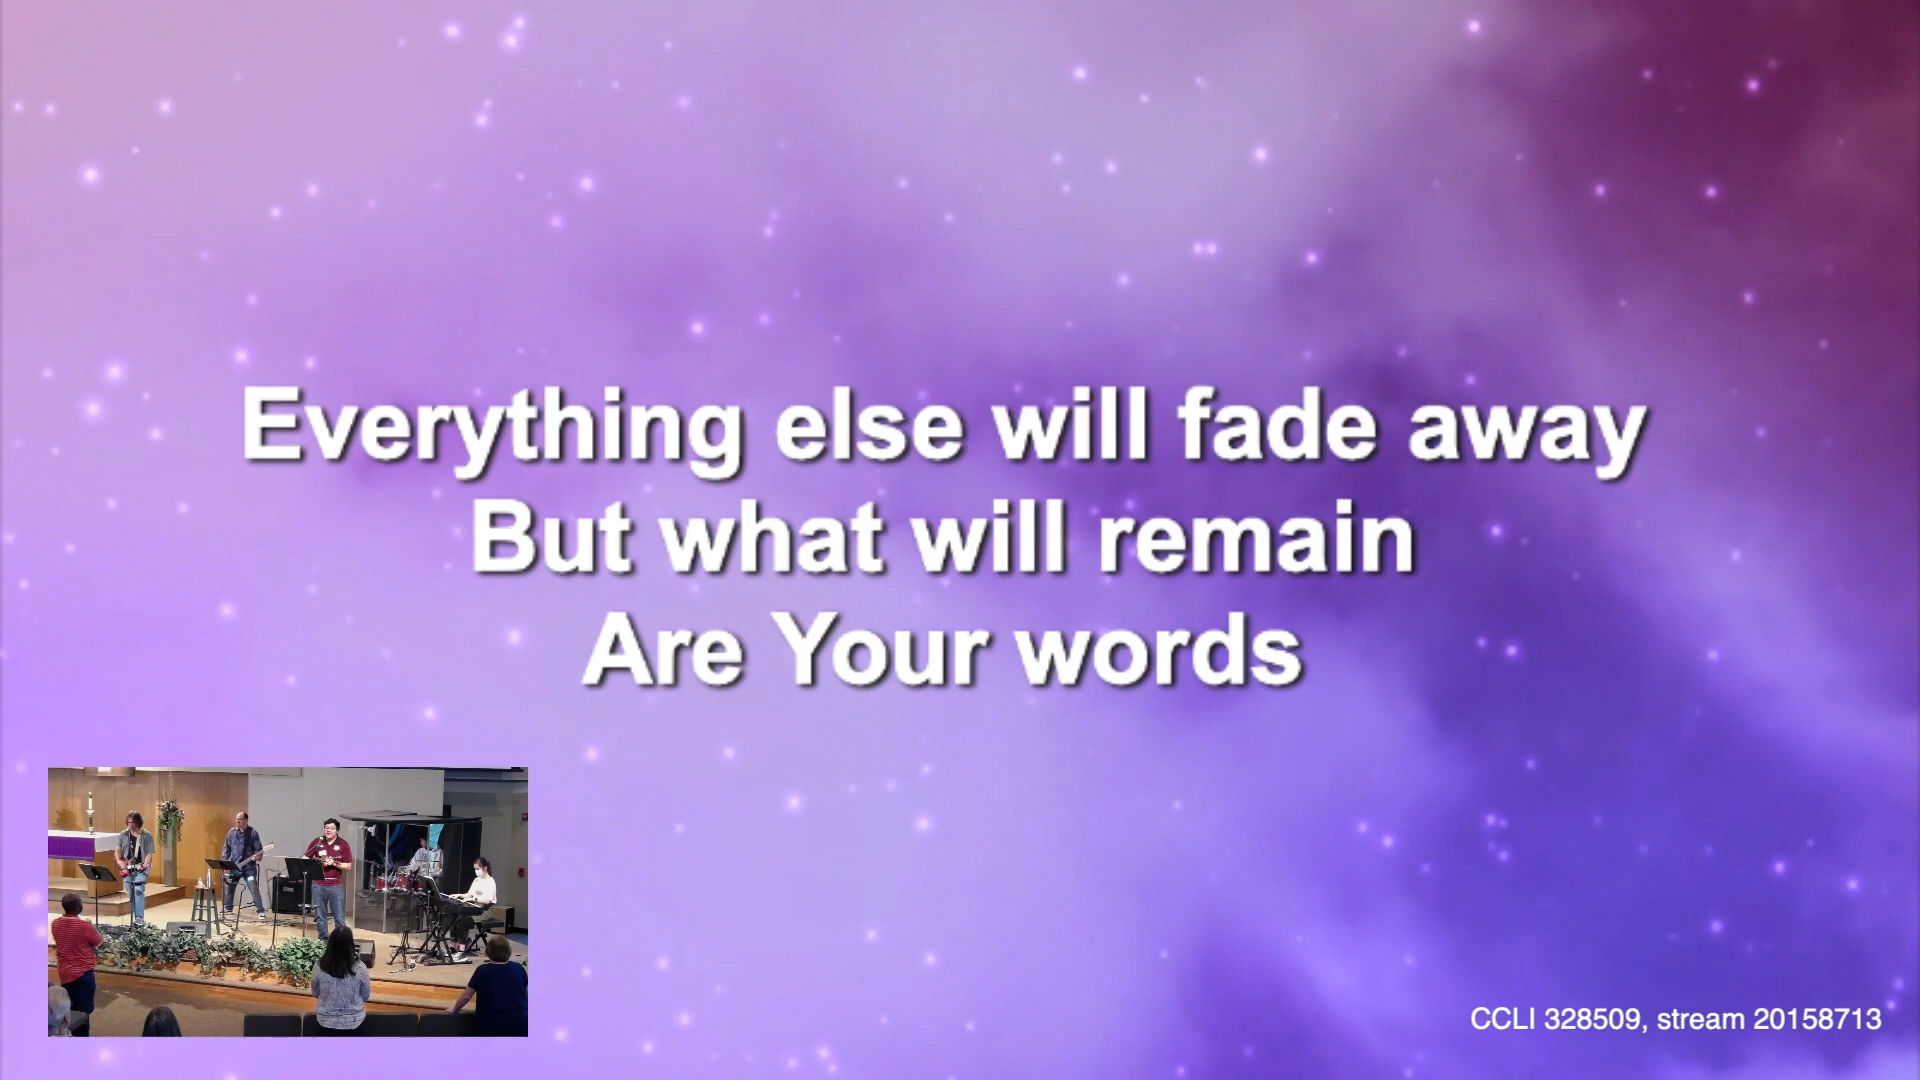 Everything else will fade away
But what will remain
Are Your words
CCLI 328509, stream 20158713